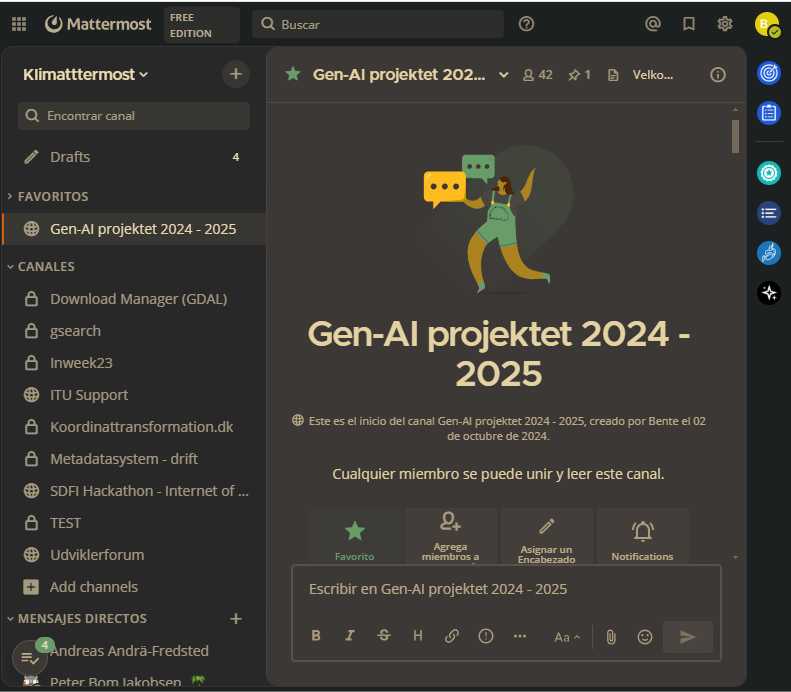 Mattermost
FREE
EDITION
Buscar
B
Klimatttermost
Encontrar canal
Drafts
4
FAVORITOS
Gen-AI projektet 2024 - 2025
CANALES
Download Manager (GDAL)
gsearch
Inweek23
ITU Support
Koordinattransformation.dk
Metadatasystem - drift
SDFI Hackathon - Internet of ...
TEST
Udviklerforum
Add channels
MENSAJES DIRECTOS
4
Andreas Andrä-Fredsted
Peter Bom Jakobsen
Gen-AI projektet 202...
42
1
Velko...
Gen-AI projektet 2024 -
2025
Este es el inicio del canal Gen-AI projektet 2024 - 2025, creado por Bente el 02
de octubre de 2024.
Cualquier miembro se puede unir y leer este canal.
Favorito
Agrega
miembros a
Asignar un
Encabezado
Notifications
Escribir en Gen-AI projektet 2024 - 2025
B I S H Aa